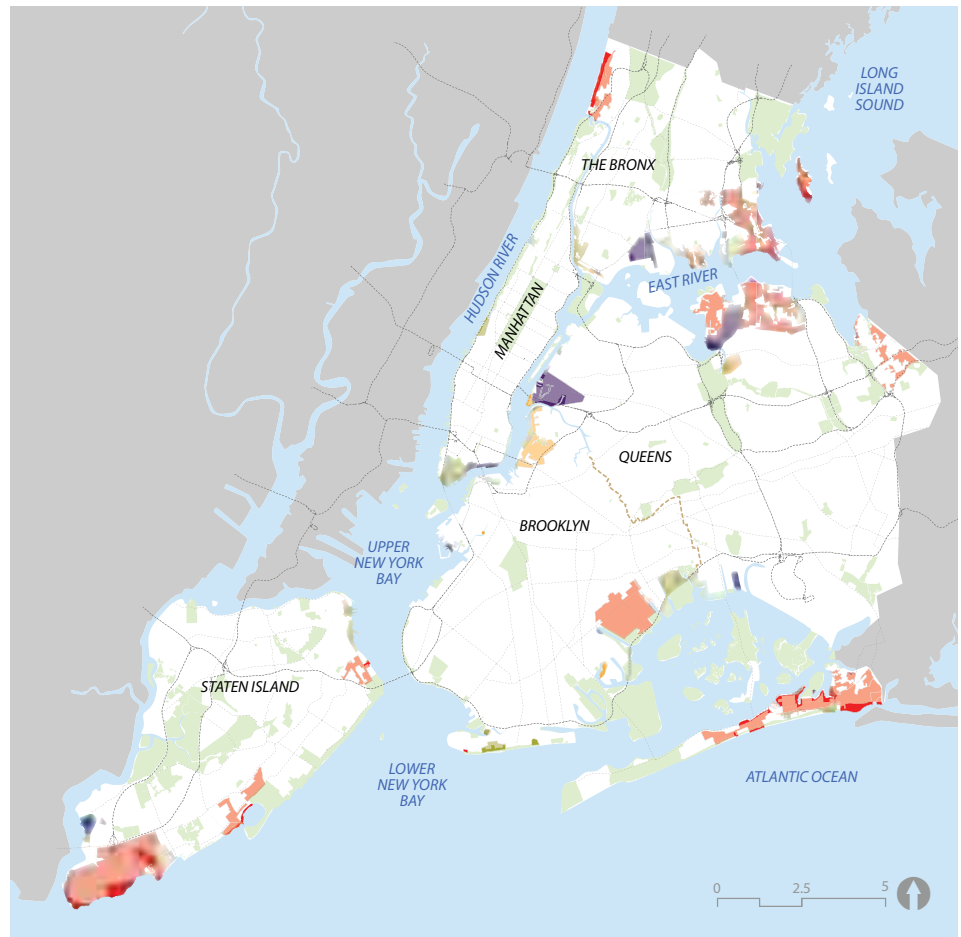 LONG
ISLAND
SOUND
THE BRONX
HUDSON RIVER
EAST RIVER
MANHATTAN
QUEENS
BROOKLYN
UPPER
NEW YORK
BAY
STATEN ISLAND
LOWER
NEW YORK
BAY
ATLANTIC OCEAN
0 2.5 5